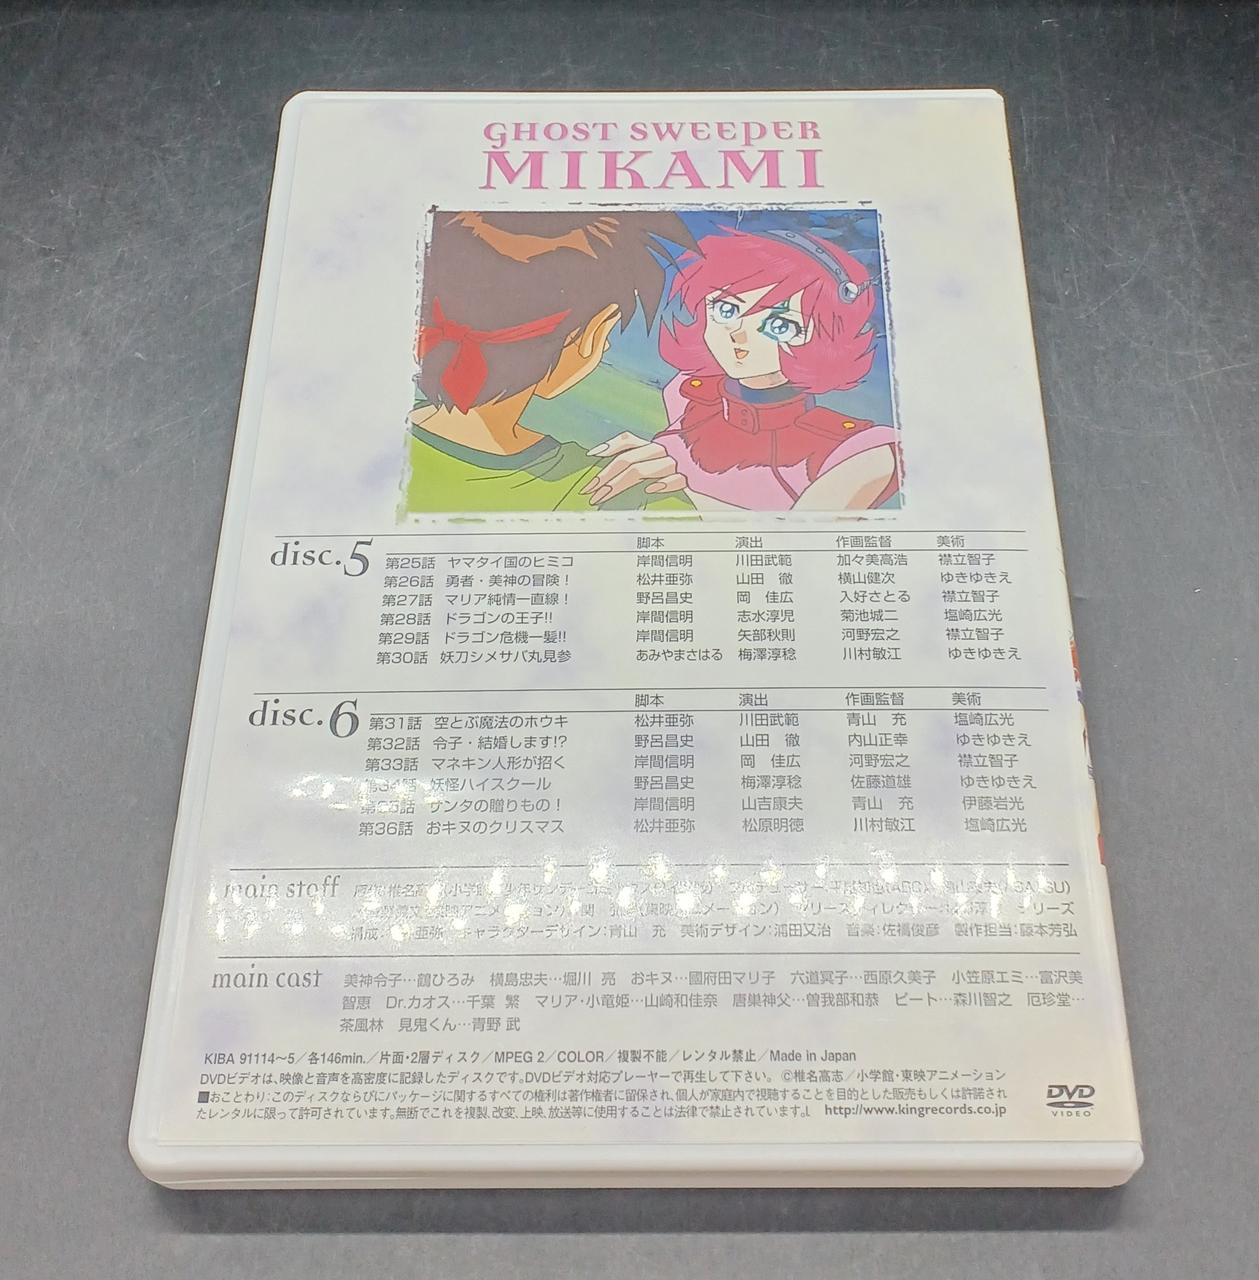 GHOST SWEEPER
MIKAMI
disc.5
脚本 演出 作画監督 美術
第25話 ヤマタイ国のヒミコ 岸間信明 川田武範 加々美高浩 襟立智子
第26話 勇者・美神の冒険！ 松井亜弥 山田 徹 横山健次 ゆきゆきえ
第27話 マリア純情一直線！ 野呂昌史 岡 佳広 入好さとる 襟立智子
第28話 ドラゴンの王子!! 岸間信明 志水淳児 菊池城二 塩崎広光
第29話 ドラゴン危機一髪!! 岸間信明 矢部秋則 河野宏之 襟立智子
第30話 妖刀シメサバ丸見参 あみやまさはる 梅澤淳稔 川村敏江 ゆきゆきえ
disc.6
脚本 演出 作画監督 美術
第31話 空とぶ魔法のホウキ 松井亜弥 川田武範 青山 充 塩崎広光
第32話 令子・結婚します!? 野呂昌史 山田 徹 内山正幸 ゆきゆきえ
第33話 マネキン人形が招く 岸間信明 岡 佳広 河野宏之 襟立智子
第34話 妖怪ハイスクール 野呂昌史 梅澤淳稔 佐藤道雄 ゆきゆきえ
第35話 サンタの贈りもの！ 岸間信明 山吉康夫 青山 充 伊藤岩光
第36話 おキヌのクリスマス 松井亜弥 松原明徳 川村敏江 塩崎広光
main staff
シリーズ
構成: 亜弥 キャラクターデザイン:青山 充 美術デザイン:浦田又治 音楽:佐橋俊彦 製作担当:藤本芳弘
main cast 美神令子…鶴ひろみ 横島忠夫…堀川 亮 おキヌ…國府田マリ子 六道冥子…西原久美子 小笠原エミ…富沢美
智恵 Dr.カオス…千葉 繁 マリア・小竜姫…山崎和佳奈 唐巣神父…曽我部和恭 ピート…森川智之 厄珍堂…
茶風林 見鬼くん…青野 武
KIBA 91114〜5／各146min.／片面・2層ディスク／MPEG 2／COLOR／複製不能／レンタル禁止／Made in Japan
DVDビデオは、映像と音声を高密度に記録したディスクです。DVDビデオ対応プレーヤーで再生して下さい。 ©椎名高志／小学館・東映アニメーション
■おことわり:このディスクならびにパッケージに関するすべての権利は著作権者に留保され、個人が家庭内で視聴することを目的とした販売もしくは許諾され
たレンタルに限って許可されています。無断でこれを複製、改変、上映、放送等に使用することは法律で禁止されています。 http://www.kingrecords.co.jp
DVD
VIDEO